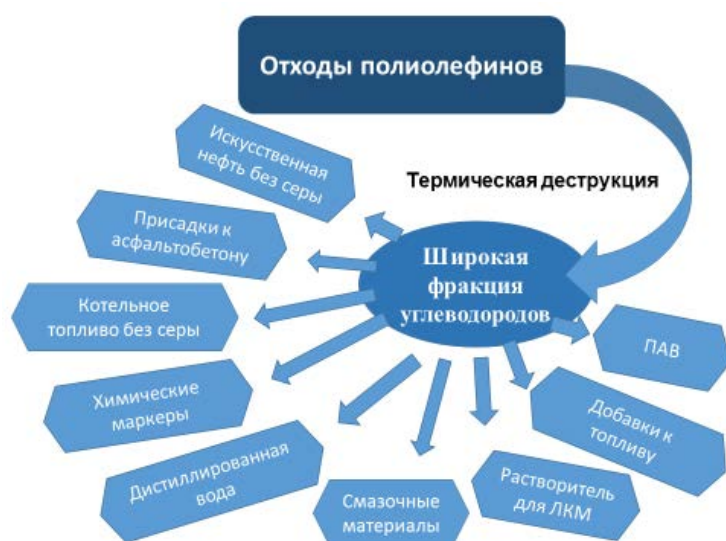 Отходы полиолефинов
Термическая деструкция
Широкая
фракция
углеводородов
Искусственная
нефть без серы
Присадки к
асфальтобетону
Котельное
топливо без серы
Химические
маркеры
Дистиллированная
вода
Смазочные
материалы
Растворитель
для ЛКМ
Добавки к
топливу
ПАВ